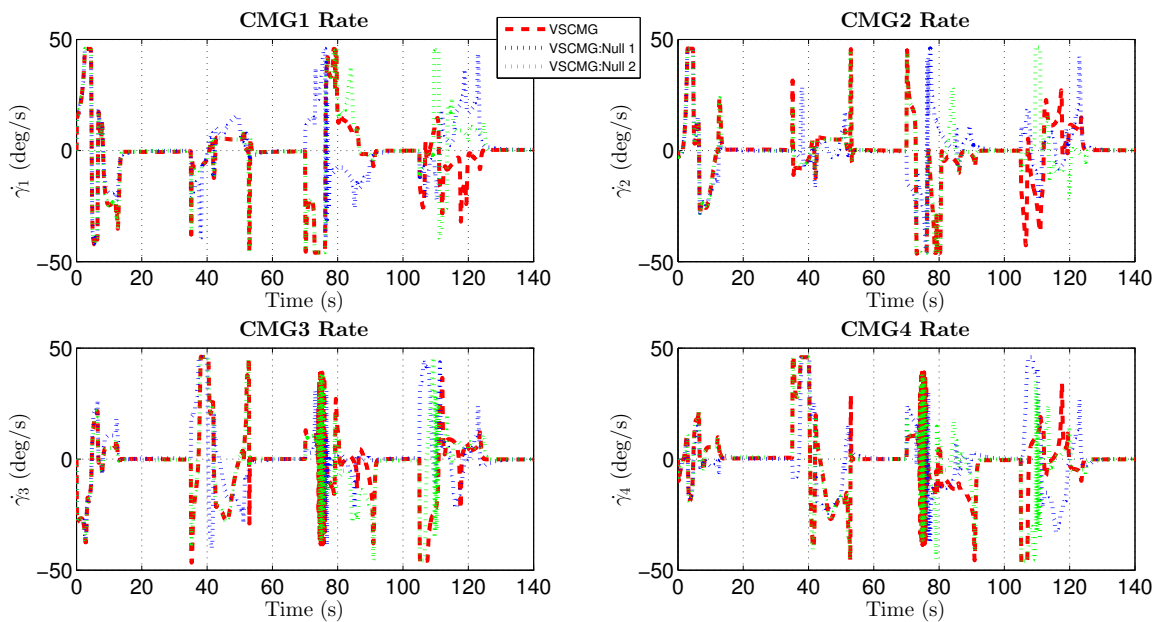 CMG1 Rate
CMG2 Rate
VSCMG
VSCMG:Null 1
VSCMG:Null 2
50
0
−50
γ̇₁ (deg/s)
0 20 40 60 80 100 120 140
Time (s)
50
0
−50
γ̇₂ (deg/s)
0 20 40 60 80 100 120 140
Time (s)
CMG3 Rate
CMG4 Rate
50
0
−50
γ̇₃ (deg/s)
0 20 40 60 80 100 120 140
Time (s)
50
0
−50
γ̇₄ (deg/s)
0 20 40 60 80 100 120 140
Time (s)